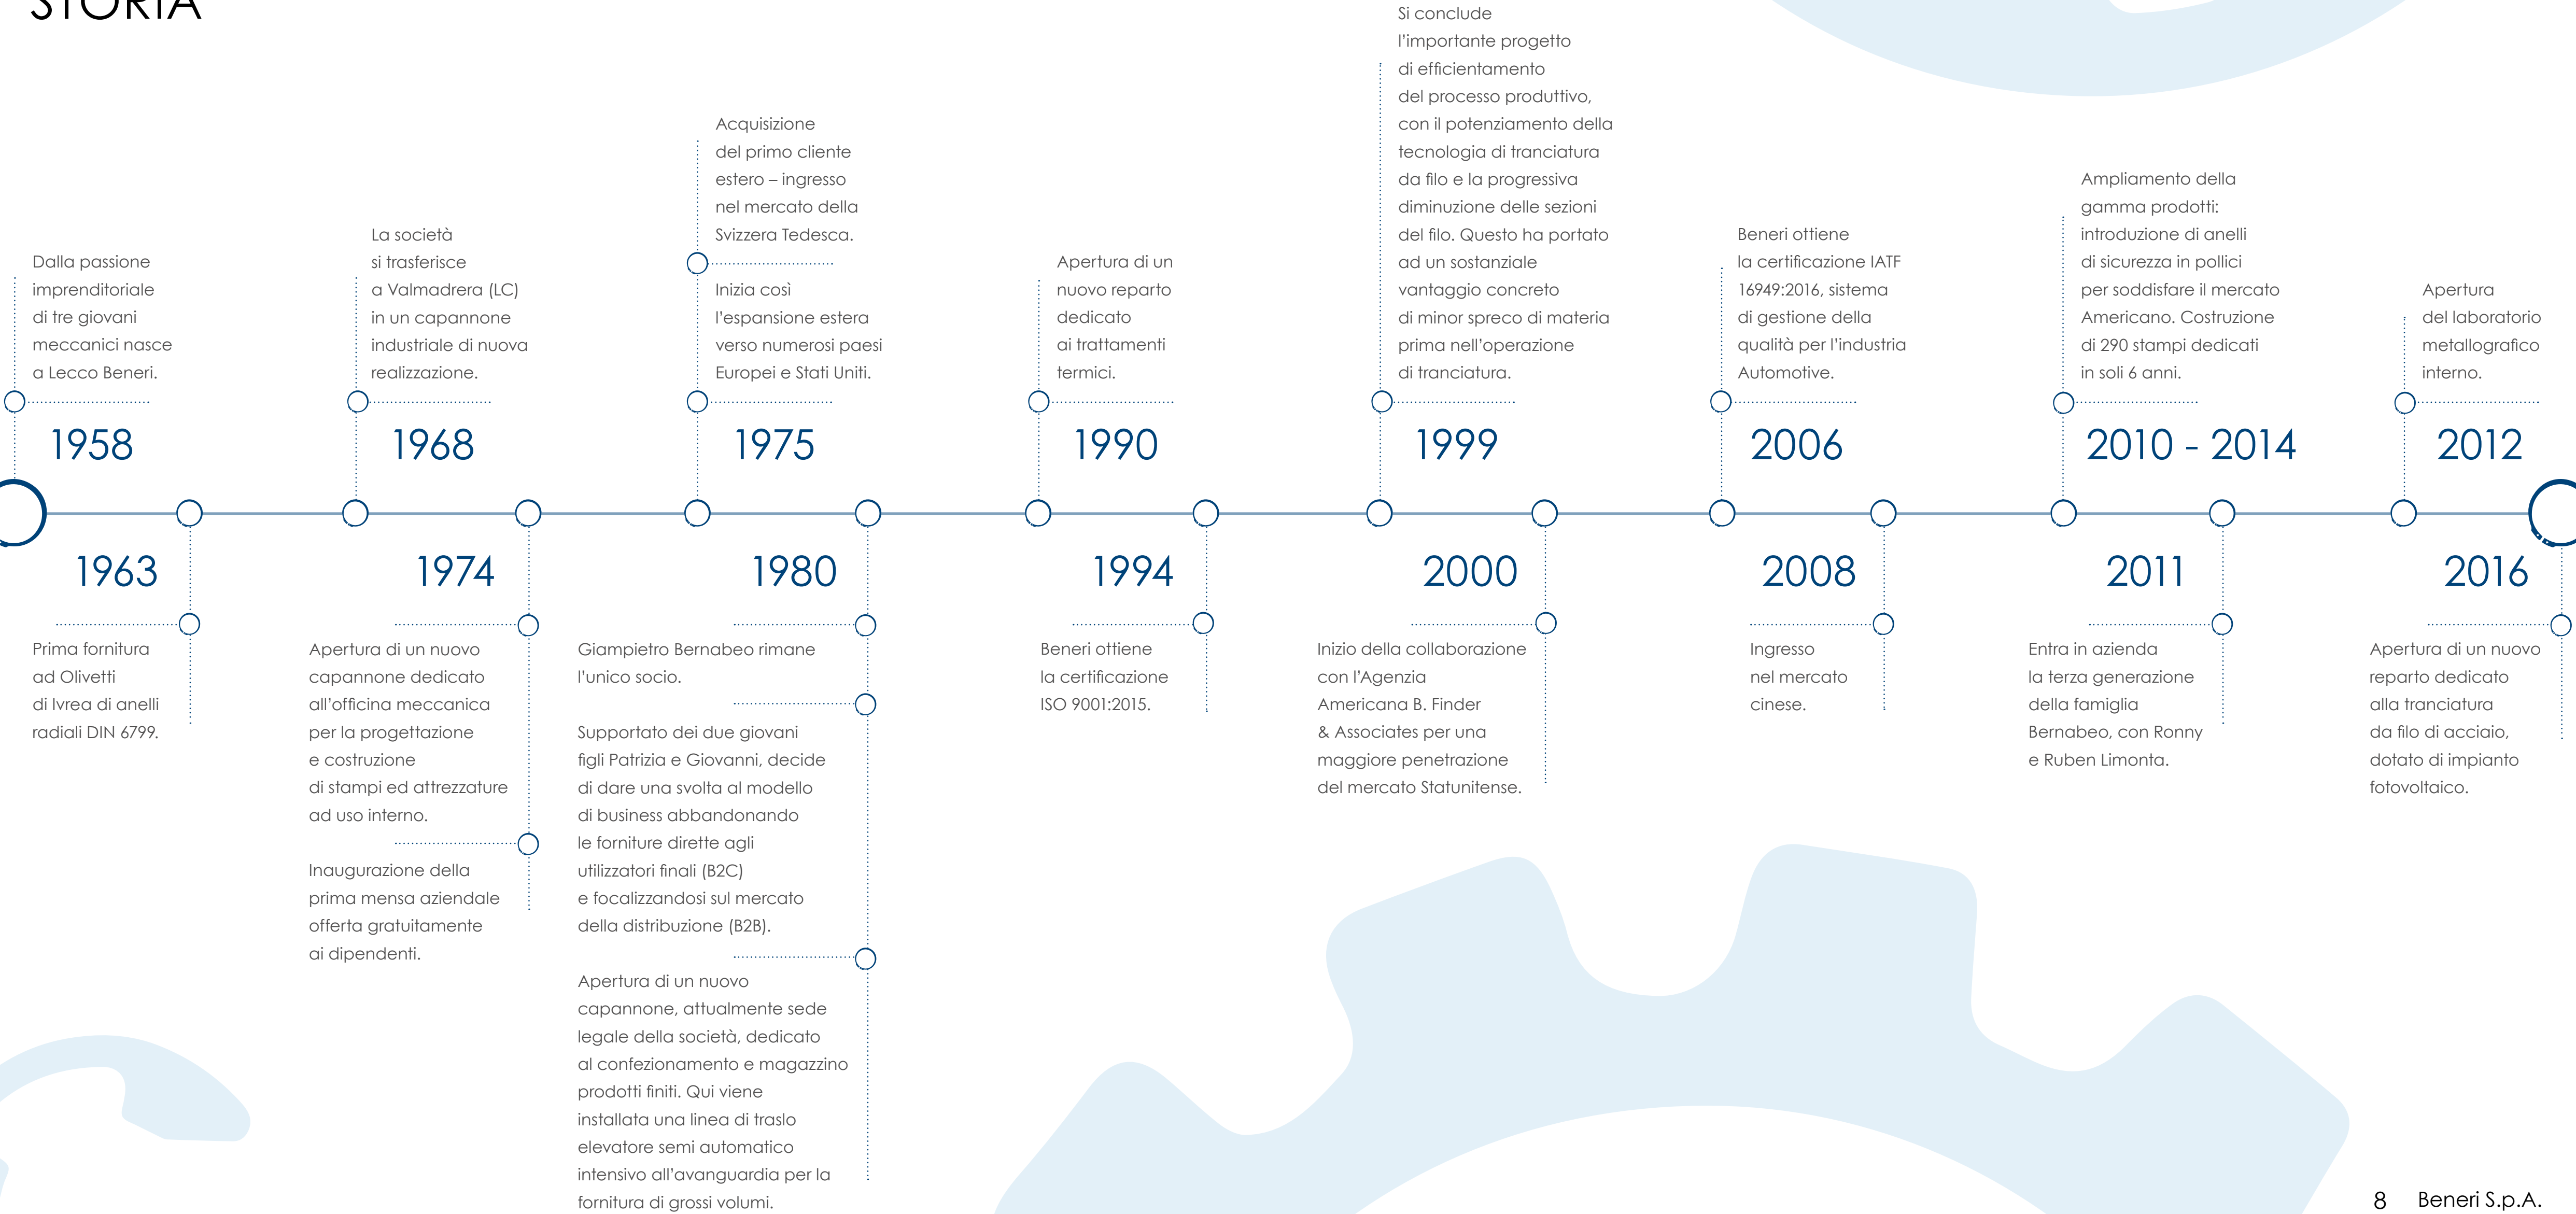 STORIA
Dalla passione
imprenditoriale
di tre giovani
meccanici nasce
a Lecco Beneri.
1958
1963
Prima fornitura
ad Olivetti
di Ivrea di anelli
radiali DIN 6799.
La società
si trasferisce
a Valmadrera (LC)
in un capannone
industriale di nuova
realizzazione.
1968
1974
Apertura di un nuovo
capannone dedicato
all'officina meccanica
per la progettazione
e costruzione
di stampi ed attrezzature
ad uso interno.
Inaugurazione della
prima mensa aziendale
offerta gratuitamente
ai dipendenti.
Acquisizione
del primo cliente
estero – ingresso
nel mercato della
Svizzera Tedesca.
Inizia così
l'espansione estera
verso numerosi paesi
Europei e Stati Uniti.
1975
1980
Giampietro Bernabeo rimane
l'unico socio.
Supportato dei due giovani
figli Patrizia e Giovanni, decide
di dare una svolta al modello
di business abbandonando
le forniture dirette agli
utilizzatori finali (B2C)
e focalizzandosi sul mercato
della distribuzione (B2B).
Apertura di un nuovo
capannone, attualmente sede
legale della società, dedicato
al confezionamento e magazzino
prodotti finiti. Qui viene
installata una linea di traslo
elevatore semi automatico
intensivo all'avanguardia per la
fornitura di grossi volumi.
Apertura di un
nuovo reparto
dedicato
ai trattamenti
termici.
1990
1994
Beneri ottiene
la certificazione
ISO 9001:2015.
Si conclude
l'importante progetto
di efficientamento
del processo produttivo,
con il potenziamento della
tecnologia di tranciatura
da filo e la progressiva
diminuzione delle sezioni
del filo. Questo ha portato
ad un sostanziale
vantaggio concreto
di minor spreco di materia
prima nell'operazione
di tranciatura.
1999
2000
Inizio della collaborazione
con l'Agenzia
Americana B. Finder
& Associates per una
maggiore penetrazione
del mercato Statunitense.
Beneri ottiene
la certificazione IATF
16949:2016, sistema
di gestione della
qualità per l'industria
Automotive.
2006
2008
Ingresso
nel mercato
cinese.
Ampliamento della
gamma prodotti:
introduzione di anelli
di sicurezza in pollici
per soddisfare il mercato
Americano. Costruzione
di 290 stampi dedicati
in soli 6 anni.
2010 - 2014
2011
Entra in azienda
la terza generazione
della famiglia
Bernabeo, con Ronny
e Ruben Limonta.
Apertura
del laboratorio
metallografico
interno.
2012
2016
Apertura di un nuovo
reparto dedicato
alla tranciatura
da filo di acciaio,
dotato di impianto
fotovoltaico.
8 Beneri S.p.A.